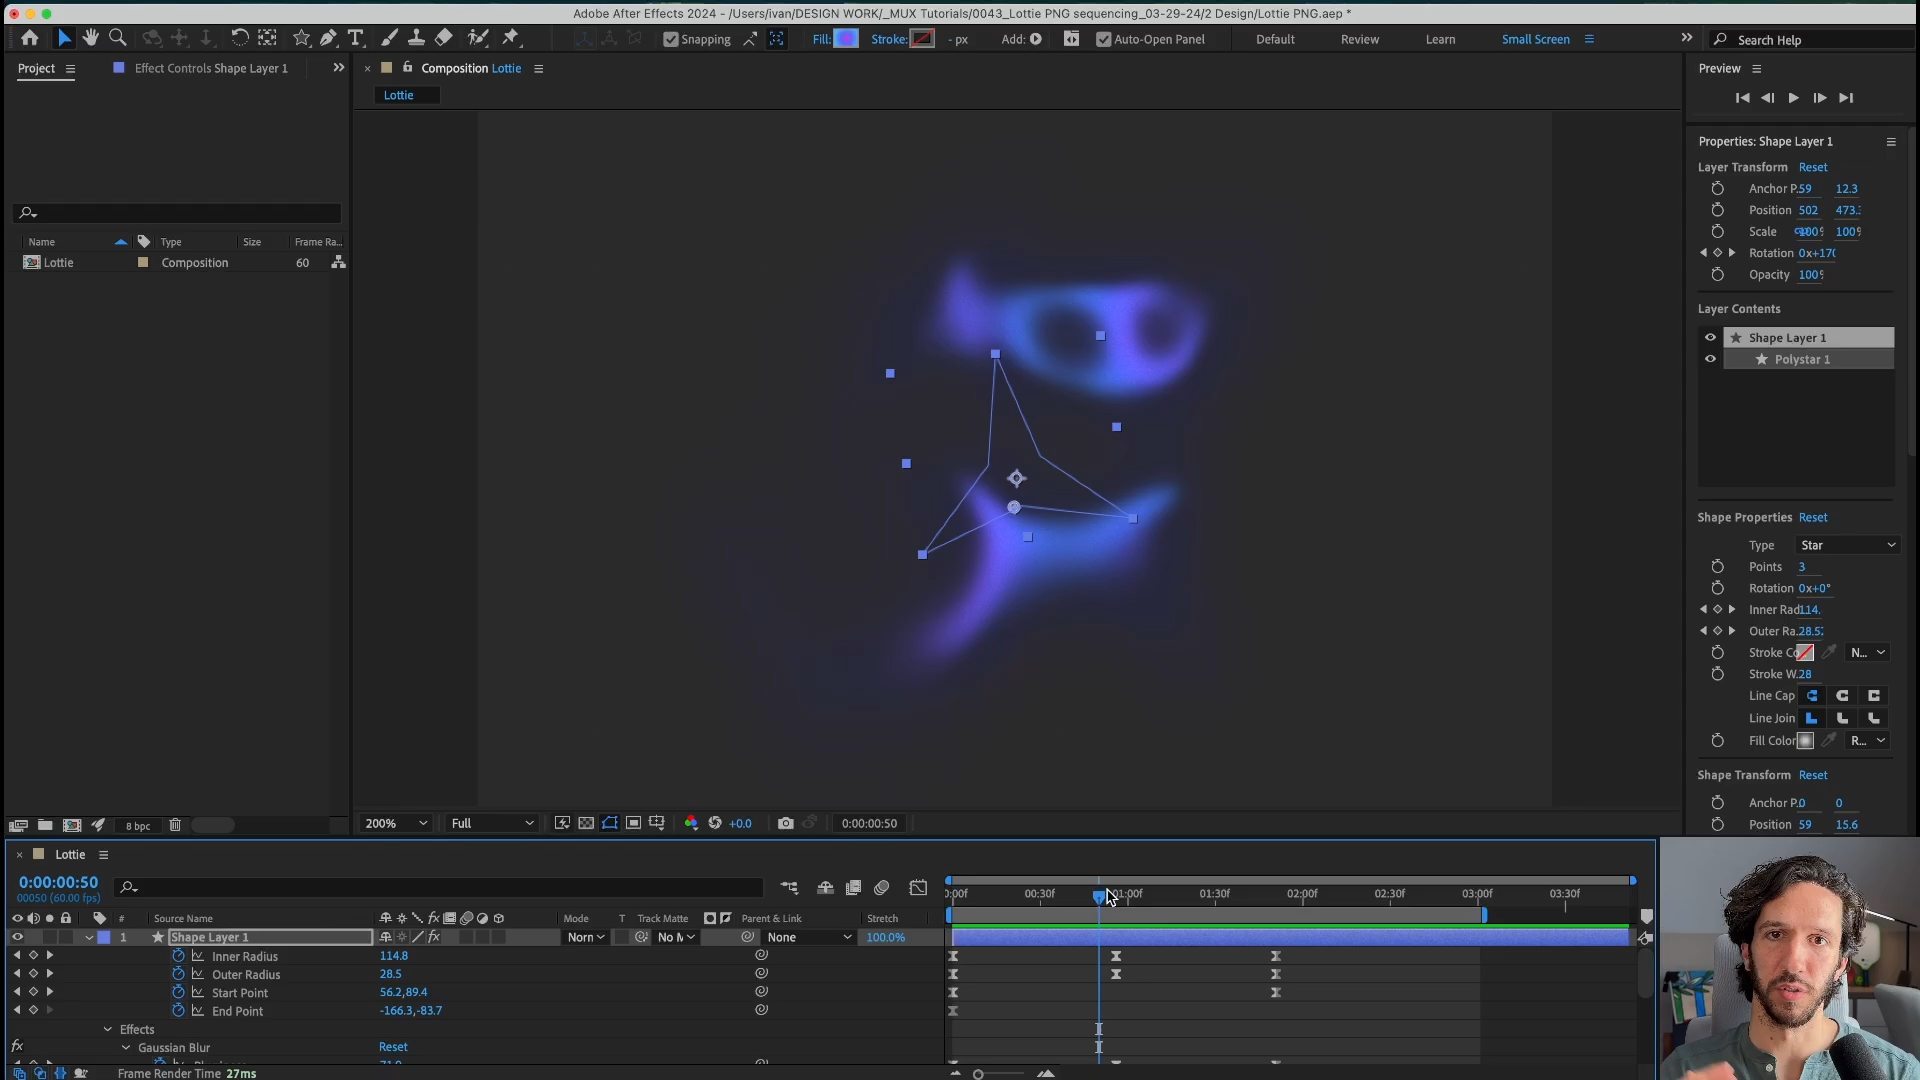 Adobe After Effects 2024 - /Users/ivan/DESIGN WORK/_MUX Tutorials/0043_Lottie PNG sequencing_03-29-24/2 Design/Lottie PNG.aep *
Snapping
Fill:
Stroke:
- px
Add:
Auto-Open Panel
Default
Review
Learn
Small Screen
Search Help
Project
Effect Controls Shape Layer 1
Composition Lottie
Lottie
Name
Type
Size
Frame Ra...
Lottie
Composition
60
8 bpc
200%
Full
+0.0
0:00:00:50
Preview
Properties: Shape Layer 1
Layer Transform Reset
Anchor P. 59 12.3
Position 502 473.
Scale 100 100
Rotation 0x+170
Opacity 100
Layer Contents
Shape Layer 1
Polystar 1
Shape Properties Reset
Type Star
Points 3
Rotation 0x+0°
Inner Rad 114.
Outer Ra. 28.5
Stroke Co N...
Stroke W. 28
Line Cap
Line Join
Fill Color R...
Shape Transform Reset
Anchor P. 0 0
Position 59 15.6
Lottie
0:00:00:50
00050 (60.00 fps)
:00f 00:30f 01:00f 01:30f 02:00f 02:30f 03:00f 03:30f
# Source Name Mode T Track Matte Parent & Link Stretch
1 Shape Layer 1 Norn No M None 100.0%
Inner Radius 114.8
Outer Radius 28.5
Start Point 56.2,89.4
End Point -166.3,-83.7
Effects
fx Gaussian Blur Reset
Frame Render Time 27ms